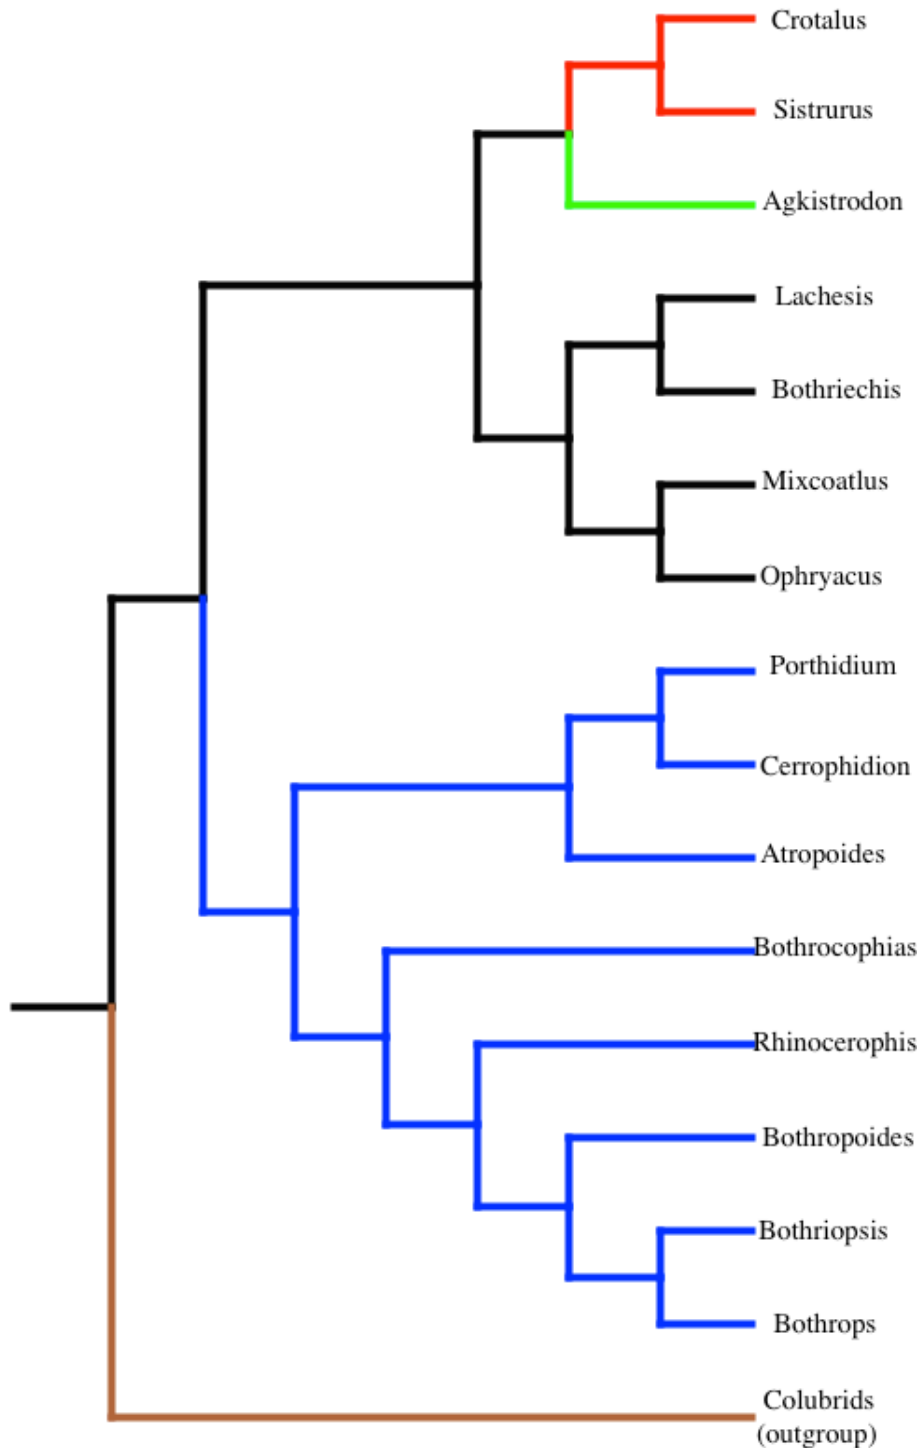 Crotalus
Sistrurus
Agkistrodon
Lachesis
Bothriechis
Mixcoatlus
Ophryacus
Porthidium
Cerrophidion
Atropoides
Bothrocophias
Rhinocerophis
Bothropoides
Bothriopsis
Bothrops
Colubrids
(outgroup)